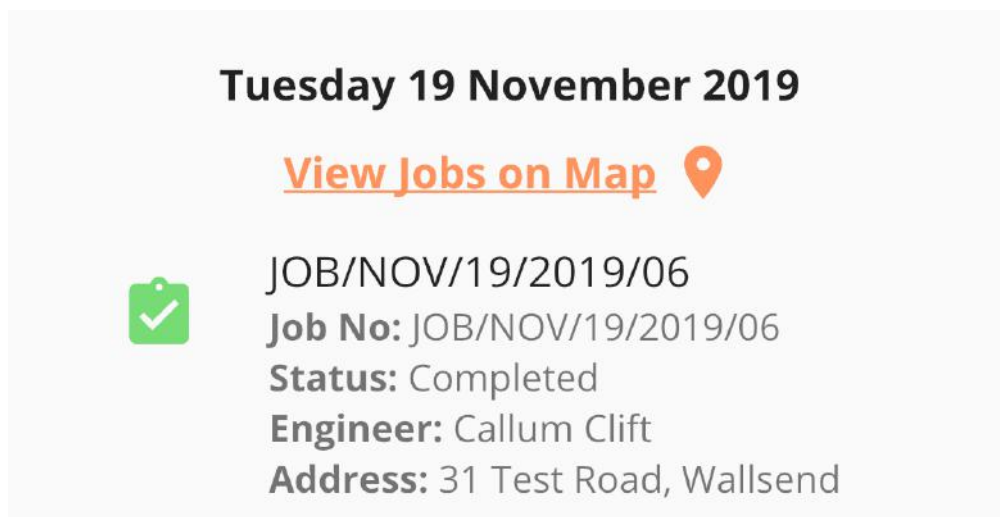 Tuesday 19 November 2019
View Jobs on Map
JOB/NOV/19/2019/06
Job No: JOB/NOV/19/2019/06
Status: Completed
Engineer: Callum Clift
Address: 31 Test Road, Wallsend